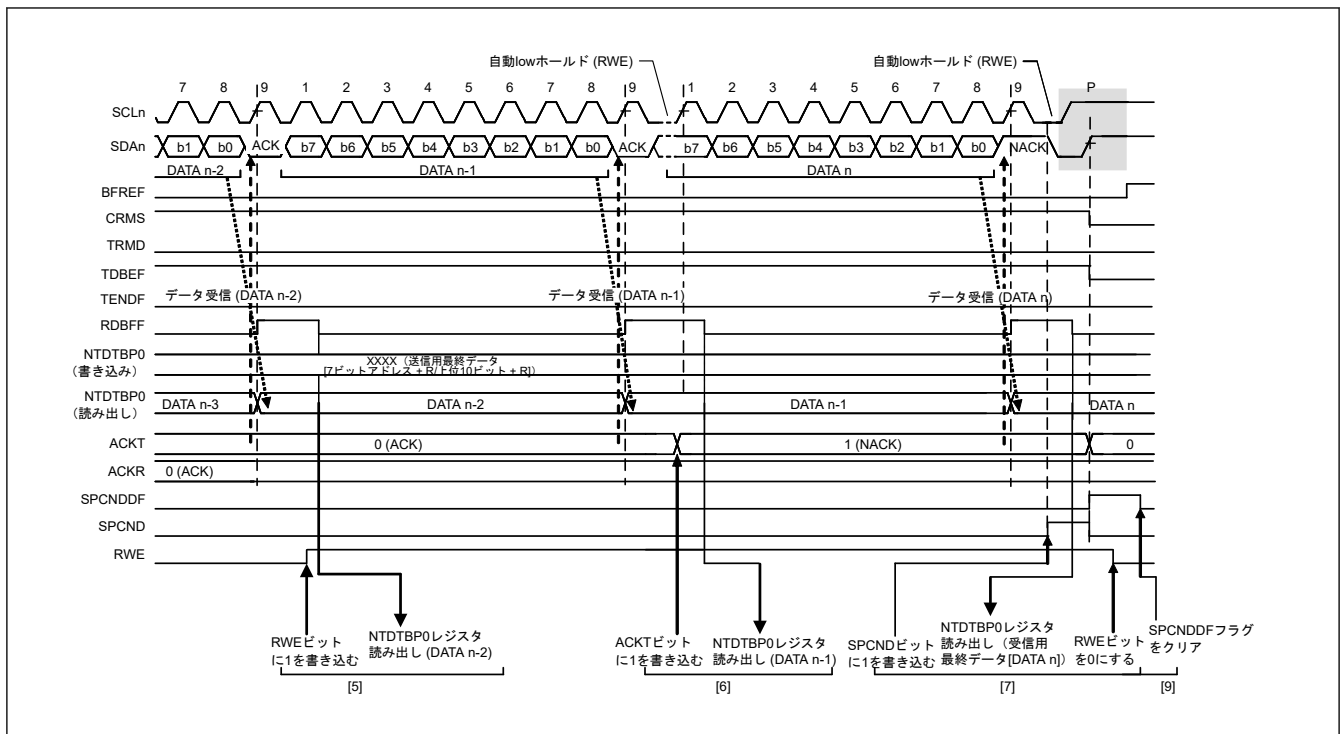 自動lowホールド (RWE)
自動lowホールド (RWE)
7 8 9 1 2 3 4 5 6 7 8 9 1 2 3 4 5 6 7 8 9 P
SCLn
SDAn b1 b0 ACK b7 b6 b5 b4 b3 b2 b1 b0 ACK b7 b6 b5 b4 b3 b2 b1 b0 NACK
DATA n-2 DATA n-1 DATA n
BFREF
CRMS
TRMD
TDBEF
TENDF データ受信 (DATA n-2) データ受信 (DATA n-1) データ受信 (DATA n)
RDBFF
NTDTBP0
(書き込み)
XXXX(送信用最終データ
[7ビットアドレス + R/上位10ビット + R])
NTDTBP0
(読み出し)
DATA n-3 DATA n-2 DATA n-1 DATA n
ACKT 0 (ACK) 1 (NACK) 0
ACKR 0 (ACK)
SPCNDDF
SPCND
RWE
RWEビット
に1を書き込む
NTDTBP0レジスタ
読み出し (DATA n-2)
ACKTビット
に1を書き込む
NTDTBP0レジスタ
読み出し (DATA n-1)
SPCNDビット
に1を書き込む
NTDTBP0レジスタ
読み出し(受信用
最終データ[DATA n])
RWEビット
を0にする
SPCNDDFフラグ
をクリア
[5] [6] [7] [9]